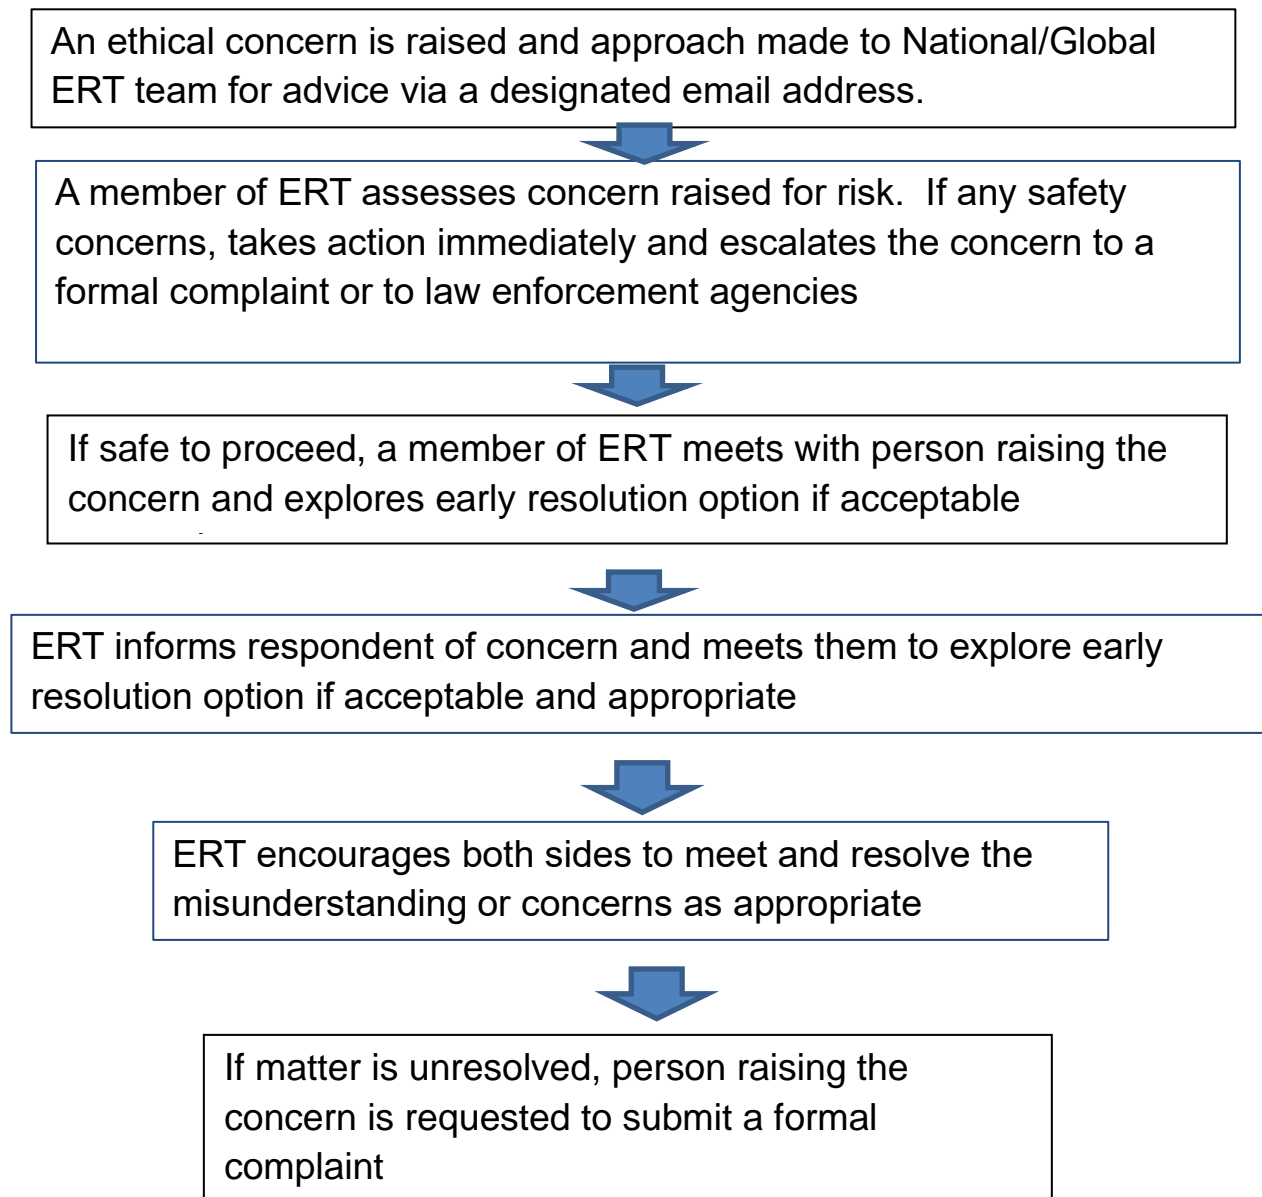 An ethical concern is raised and approach made to National/Global
ERT team for advice via a designated email address.
A member of ERT assesses concern raised for risk.  If any safety
concerns, takes action immediately and escalates the concern to a
formal complaint or to law enforcement agencies
If safe to proceed, a member of ERT meets with person raising the
concern and explores early resolution option if acceptable
ERT informs respondent of concern and meets them to explore early
resolution option if acceptable and appropriate
ERT encourages both sides to meet and resolve the
misunderstanding or concerns as appropriate
If matter is unresolved, person raising the
concern is requested to submit a formal
complaint